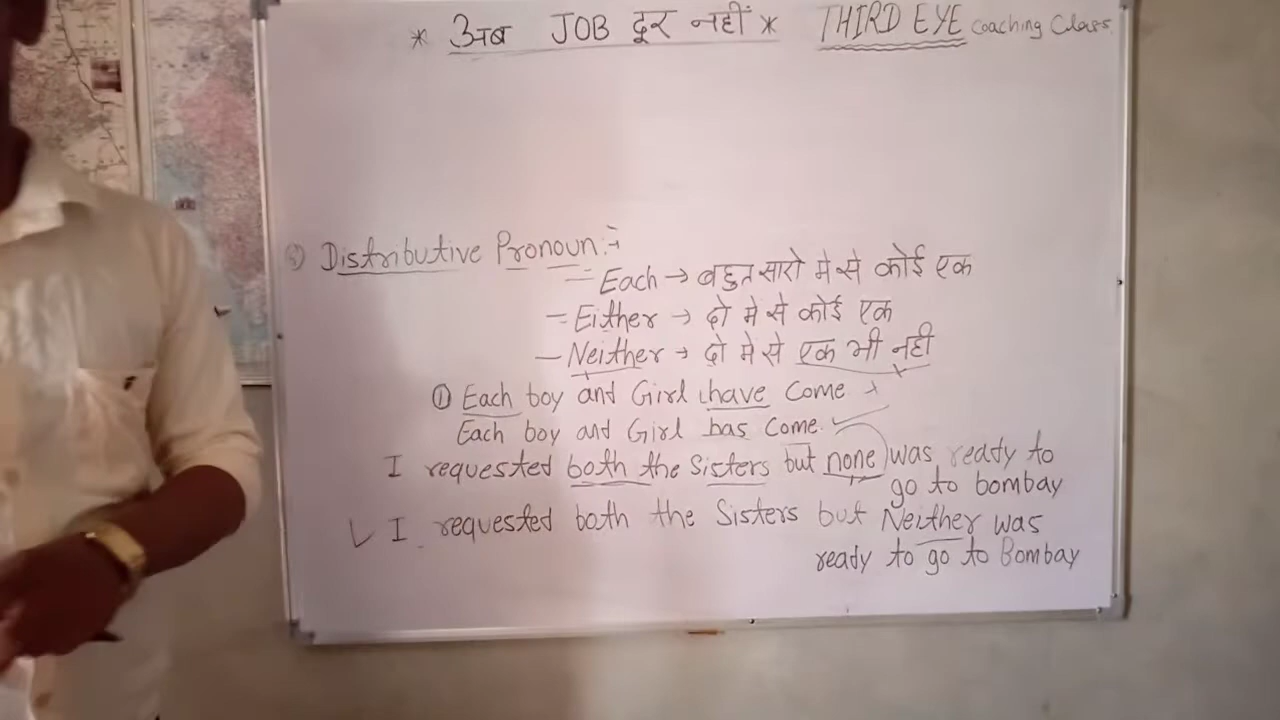 * अब JOB दूर नहीं * THIRD EYE Coaching Classes
Distributive Pronoun :-
= Each → बहुत सारो मे से कोई एक
= Either → दो मे से कोई एक
- Neither → दो मे से एक भी नही
① Each boy and Girl have Come ×
Each boy and Girl has Come. ✓
I requested both the Sisters but none was ready to
go to bombay
✓ I requested both the Sisters but Neither was
ready to go to Bombay